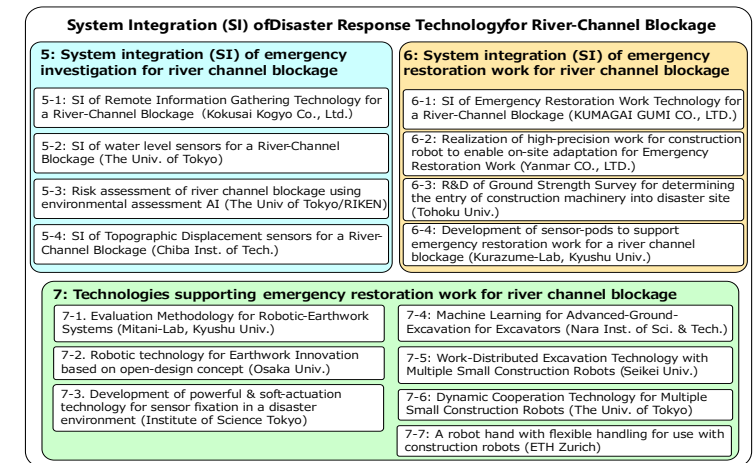 System Integration (SI) ofDisaster Response Technologyfor River-Channel Blockage
5: System integration (SI) of emergency
investigation for river channel blockage
5-1: SI of Remote Information Gathering Technology for
a River-Channel Blockage (Kokusai Kogyo Co., Ltd.)
5-2: SI of water level sensors for a River-Channel
Blockage (The Univ. of Tokyo)
5-3: Risk assessment of river channel blockage using
environmental assessment AI (The Univ of Tokyo/RIKEN)
5-4: SI of Topographic Displacement sensors for a River-
Channel Blockage (Chiba Inst. of Tech.)
6: System integration (SI) of emergency
restoration work for river channel blockage
6-1: SI of Emergency Restoration Work Technology for
a River-Channel Blockage (KUMAGAI GUMI CO., LTD.)
6-2: Realization of high-precision work for construction
robot to enable on-site adaptation for Emergency
Restoration Work (Yanmar CO., LTD.)
6-3: R&D of Ground Strength Survey for determining
the entry of construction machinery into disaster site
(Tohoku Univ.)
6-4: Development of sensor-pods to support
emergency restoration work for a river channel
blockage (Kurazume-Lab, Kyushu Univ.)
7: Technologies supporting emergency restoration work for river channel blockage
7-1. Evaluation Methodology for Robotic-Earthwork
Systems (Mitani-Lab, Kyushu Univ.)
7-2. Robotic technology for Earthwork Innovation
based on open-design concept (Osaka Univ.)
7-3. Development of powerful & soft-actuation
technology for sensor fixation in a disaster
environment (Institute of Science Tokyo)
7-4: Machine Learning for Advanced-Ground-
Excavation for Excavators (Nara Inst. of Sci. & Tech.)
7-5: Work-Distributed Excavation Technology with
Multiple Small Construction Robots (Seikei Univ.)
7-6: Dynamic Cooperation Technology for Multiple
Small Construction Robots (The Univ. of Tokyo)
7-7: A robot hand with flexible handling for use with
construction robots (ETH Zurich)